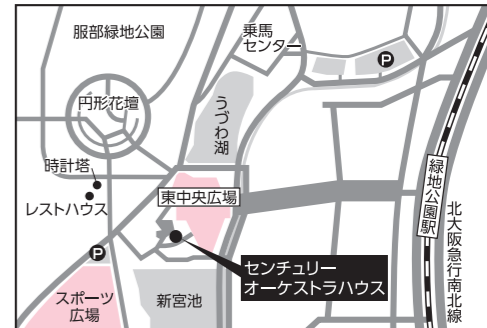 服部緑地公園
乗馬
センター
P
円形花壇
うづわ湖
時計塔
レストハウス
東中央広場
緑地公園駅
北大阪急行南北線
P
センチュリー
オーケストラハウス
スポーツ
広場
新宮池